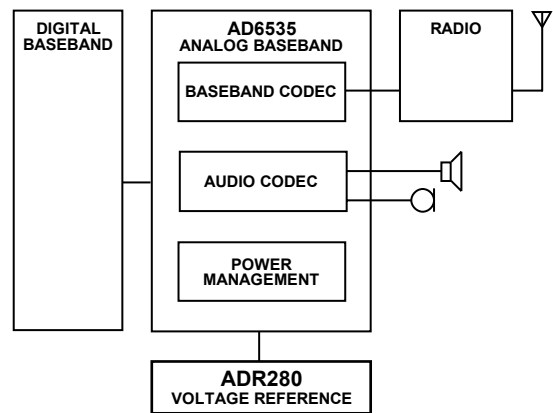 DIGITAL
BASEBAND
AD6535
ANALOG BASEBAND
BASEBAND CODEC
AUDIO CODEC
POWER
MANAGEMENT
RADIO
ADR280
VOLTAGE REFERENCE